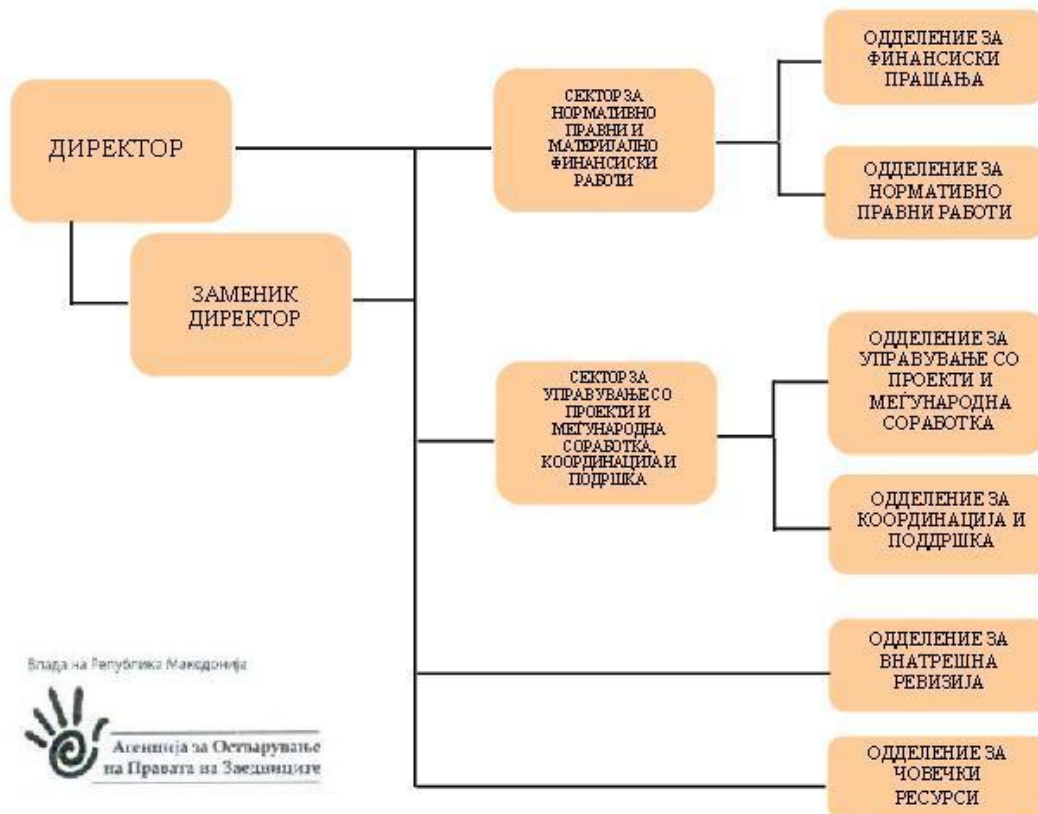 ДИРЕКТОР
ЗАМЕНИК
ДИРЕКТОР
СЕКТОР ЗА
НОРМАТИВНО
ПРАВНИ И
МАТЕРИЈАЛНО
ФИНАНСИСКИ
РАБОТИ
ОДДЕЛЕНИЕ ЗА
ФИНАНСИСКИ
ПРАШАЊА
ОДДЕЛЕНИЕ ЗА
НОРМАТИВНО
ПРАВНИ РАБОТИ
СЕКТОР ЗА
УПРАВУВАЊЕ СО
ПРОЕКТИ И
МЕЃУНАРОДНА
СОРАБОТКА,
КООРДИНАЦИЈА И
ПОДРШКА
ОДДЕЛЕНИЕ ЗА
УПРАВУВАЊЕ СО
ПРОЕКТИ И
МЕЃУНАРОДНА
СОРАБОТКА
ОДДЕЛЕНИЕ ЗА
КООРДИНАЦИЈА И
ПОДДРШКА
ОДДЕЛЕНИЕ ЗА
ВНАТРЕШНА
РЕВИЗИЈА
ОДДЕЛЕНИЕ ЗА
ЧОВЕЧКИ
РЕСУРСИ
Влада на Република Македонија
Агенција за Остварување
на Правата на Заедниците